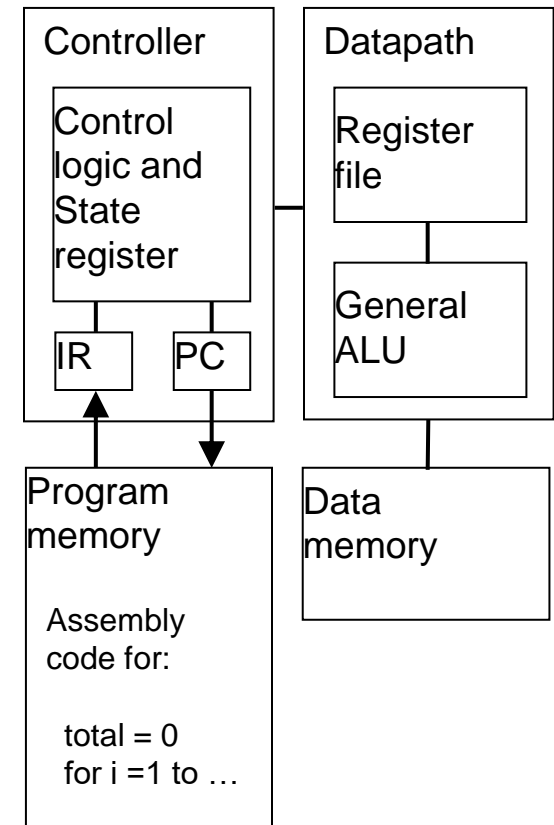 Controller
Control
logic and
State
register
IR
PC
Datapath
Register
file
General
ALU
Program
memory
Assembly
code for:
total = 0
for i =1 to …
Data
memory